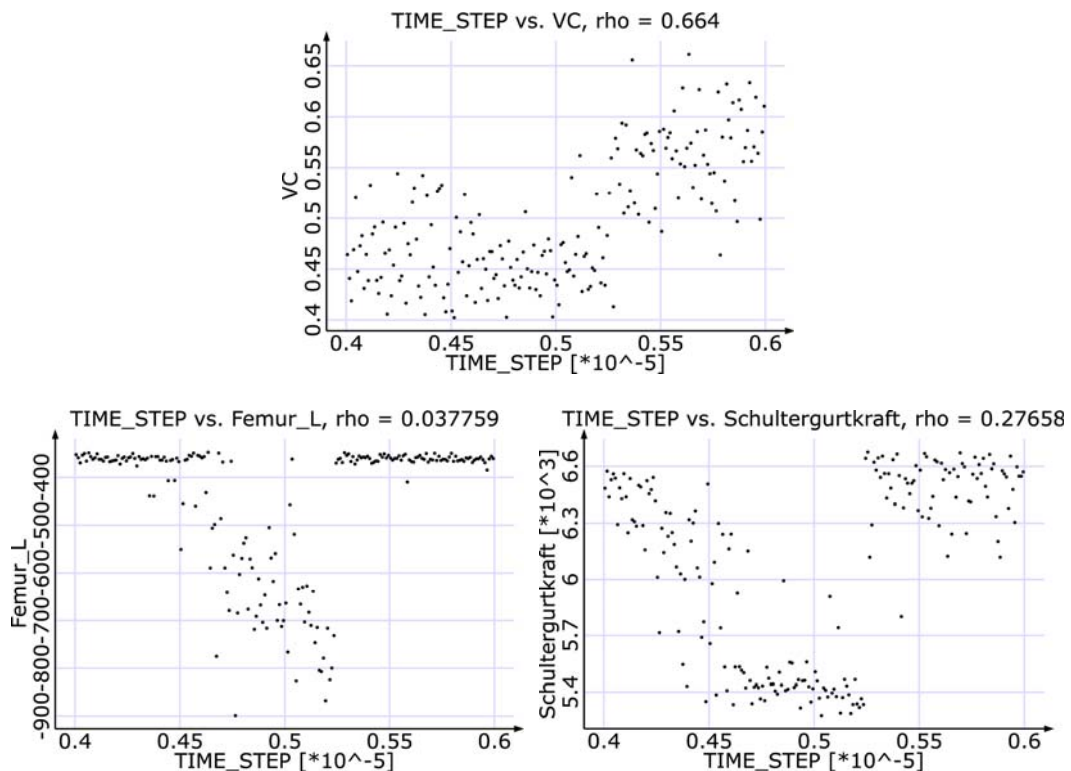 TIME_STEP vs. VC, rho = 0.664
VC
0.65
0.6
0.55
0.5
0.45
0.4
0.4 0.45 0.5 0.55 0.6
TIME_STEP [*10^-5]
TIME_STEP vs. Femur_L, rho = 0.037759
Femur_L
-900-800-700-600-500-400
0.4 0.45 0.5 0.55 0.6
TIME_STEP [*10^-5]
TIME_STEP vs. Schultergurtkraft, rho = 0.27658
Schultergurtkraft [*10^3]
6.6
6.3
6
5.7
5.4
0.4 0.45 0.5 0.55 0.6
TIME_STEP [*10^-5]